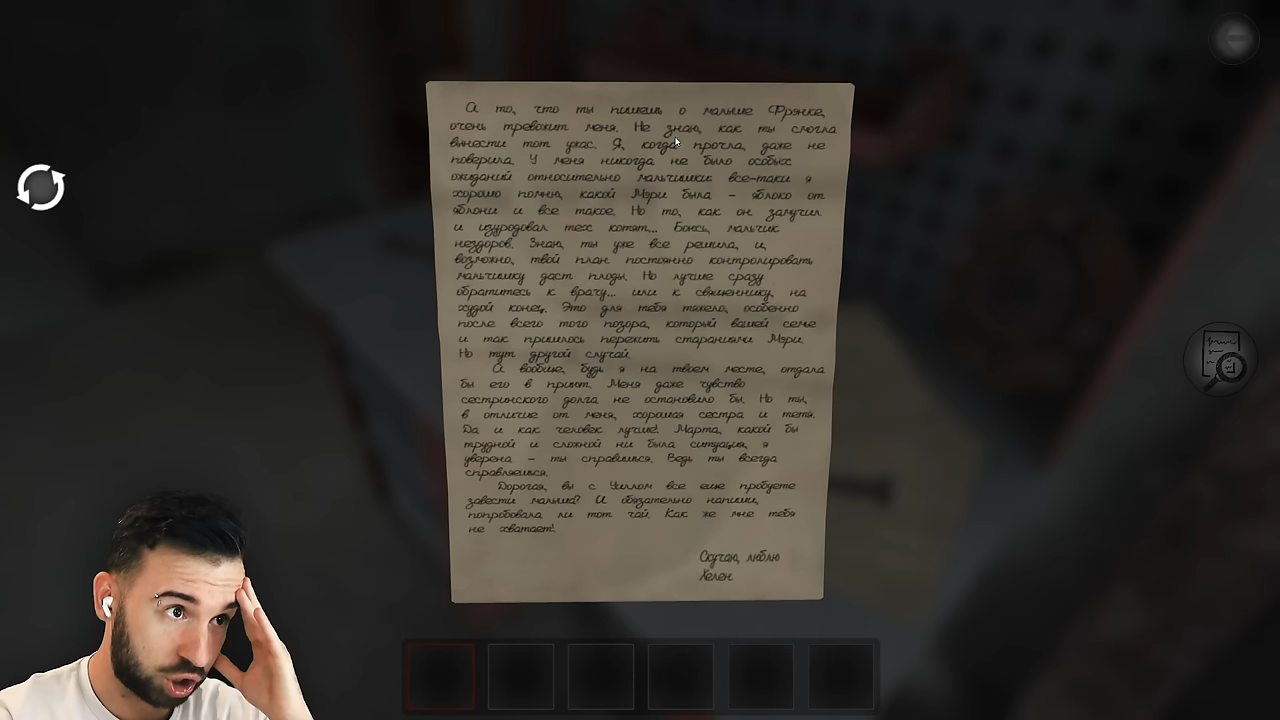 А то, что ты пишешь о малыше Фрэнке,
очень тревожит меня. Не знаю, как ты смогла
вынести тот ужас. Я, когда прочла, даже не
поверила. У меня никогда не было особых
ожиданий относительно мальчишки: все-таки я
хорошо помню, какой Мэри была – яблоко от
яблони и все такое. Но то, как он замучил
и изуродовал тех котят... Боюсь, мальчик
нездоров. Знаю, ты уже все решила, и,
возможно, твой план постоянно контролировать
мальчишку даст плоды. Но лучше сразу
обратитесь к врачу... или к священнику, на
худой конец. Это для тебя тяжело, особенно
после всего того позора, который вашей семье
и так пришлось пережить стараниями Мэри.
Но тут другой случай.
А вообще, будь я на твоем месте, отдала
бы его в приют. Меня даже чувство
сестринского долга не остановило бы. Но ты,
в отличие от меня, хорошая сестра и тетя.
Да и как человек лучше! Марта, какой бы
трудной и сложной ни была ситуация, я
уверена – ты справишься. Ведь ты всегда
справляешься.
Дорогая, вы с Уиллом все еще пробуете
завести малыша? И обязательно напиши,
попробовала ли тот чай. Как же мне тебя
не хватает!
Скучаю, люблю
Хелен